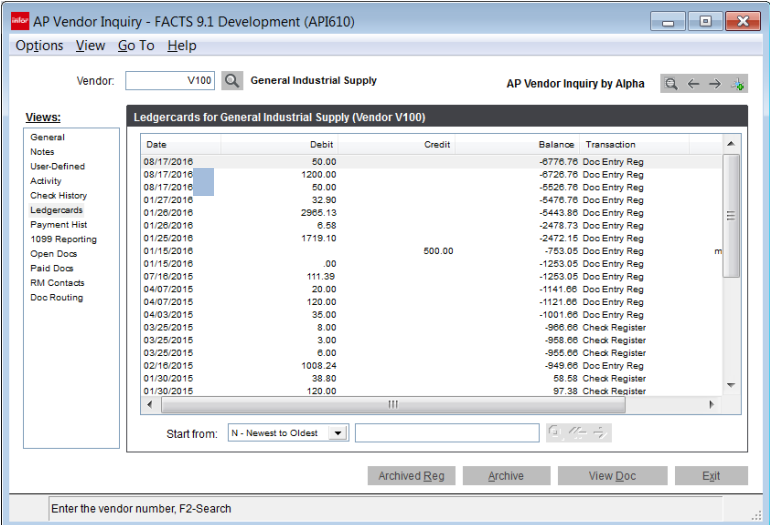 infor AP Vendor Inquiry - FACTS 9.1 Development (API610)
Options View Go To Help
Vendor: V100 General Industrial Supply AP Vendor Inquiry by Alpha
Views:
General
Notes
User-Defined
Activity
Check History
Ledgercards
Payment Hist
1099 Reporting
Open Docs
Paid Docs
RM Contacts
Doc Routing
Ledgercards for General Industrial Supply (Vendor V100)
Date Debit Credit Balance Transaction
08/17/2016 50.00 -6776.76 Doc Entry Reg
08/17/2016 1200.00 -6726.76 Doc Entry Reg
08/17/2016 50.00 -5526.76 Doc Entry Reg
01/27/2016 32.90 -5476.76 Doc Entry Reg
01/26/2016 2965.13 -5443.86 Doc Entry Reg
01/26/2016 6.58 -2478.73 Doc Entry Reg
01/25/2016 1719.10 -2472.15 Doc Entry Reg
01/15/2016 500.00 -753.05 Doc Entry Reg m
01/15/2016 .00 -1253.05 Doc Entry Reg
07/16/2015 111.39 -1253.05 Doc Entry Reg
04/07/2015 20.00 -1141.66 Doc Entry Reg
04/07/2015 120.00 -1121.66 Doc Entry Reg
04/03/2015 35.00 -1001.66 Doc Entry Reg
03/25/2015 8.00 -966.66 Check Register
03/25/2015 3.00 -958.66 Check Register
03/25/2015 6.00 -955.66 Check Register
02/16/2015 1008.24 -949.66 Doc Entry Reg
01/30/2015 38.80 58.58 Check Register
01/30/2015 120.00 97.38 Check Register
Start from: N - Newest to Oldest
Archived Reg Archive View Doc Exit
Enter the vendor number, F2-Search